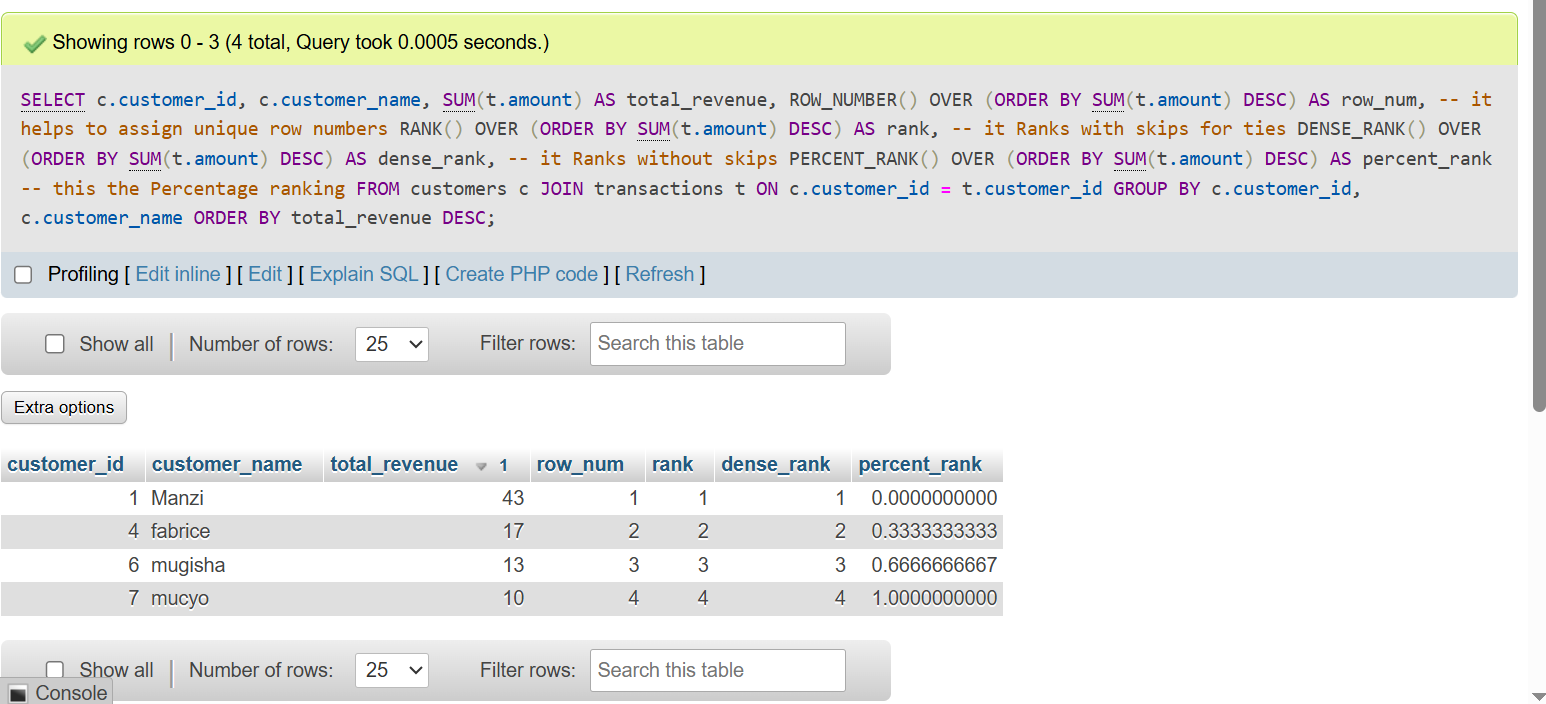 Showing rows 0 - 3 (4 total, Query took 0.0005 seconds.)
SELECT c.customer_id, c.customer_name, SUM(t.amount) AS total_revenue, ROW_NUMBER() OVER (ORDER BY SUM(t.amount) DESC) AS row_num, -- it
helps to assign unique row numbers RANK() OVER (ORDER BY SUM(t.amount) DESC) AS rank, -- it Ranks with skips for ties DENSE_RANK() OVER
(ORDER BY SUM(t.amount) DESC) AS dense_rank, -- it Ranks without skips PERCENT_RANK() OVER (ORDER BY SUM(t.amount) DESC) AS percent_rank
-- this the Percentage ranking FROM customers c JOIN transactions t ON c.customer_id = t.customer_id GROUP BY c.customer_id,
c.customer_name ORDER BY total_revenue DESC;
Profiling [ Edit inline ] [ Edit ] [ Explain SQL ] [ Create PHP code ] [ Refresh ]
Show all | Number of rows: 25 Filter rows: Search this table
Extra options
customer_id customer_name total_revenue 1 row_num rank dense_rank percent_rank
1 Manzi 43 1 1 1 0.0000000000
4 fabrice 17 2 2 2 0.3333333333
6 mugisha 13 3 3 3 0.6666666667
7 mucyo 10 4 4 4 1.0000000000
Show all | Number of rows: 25 Filter rows: Search this table
Console